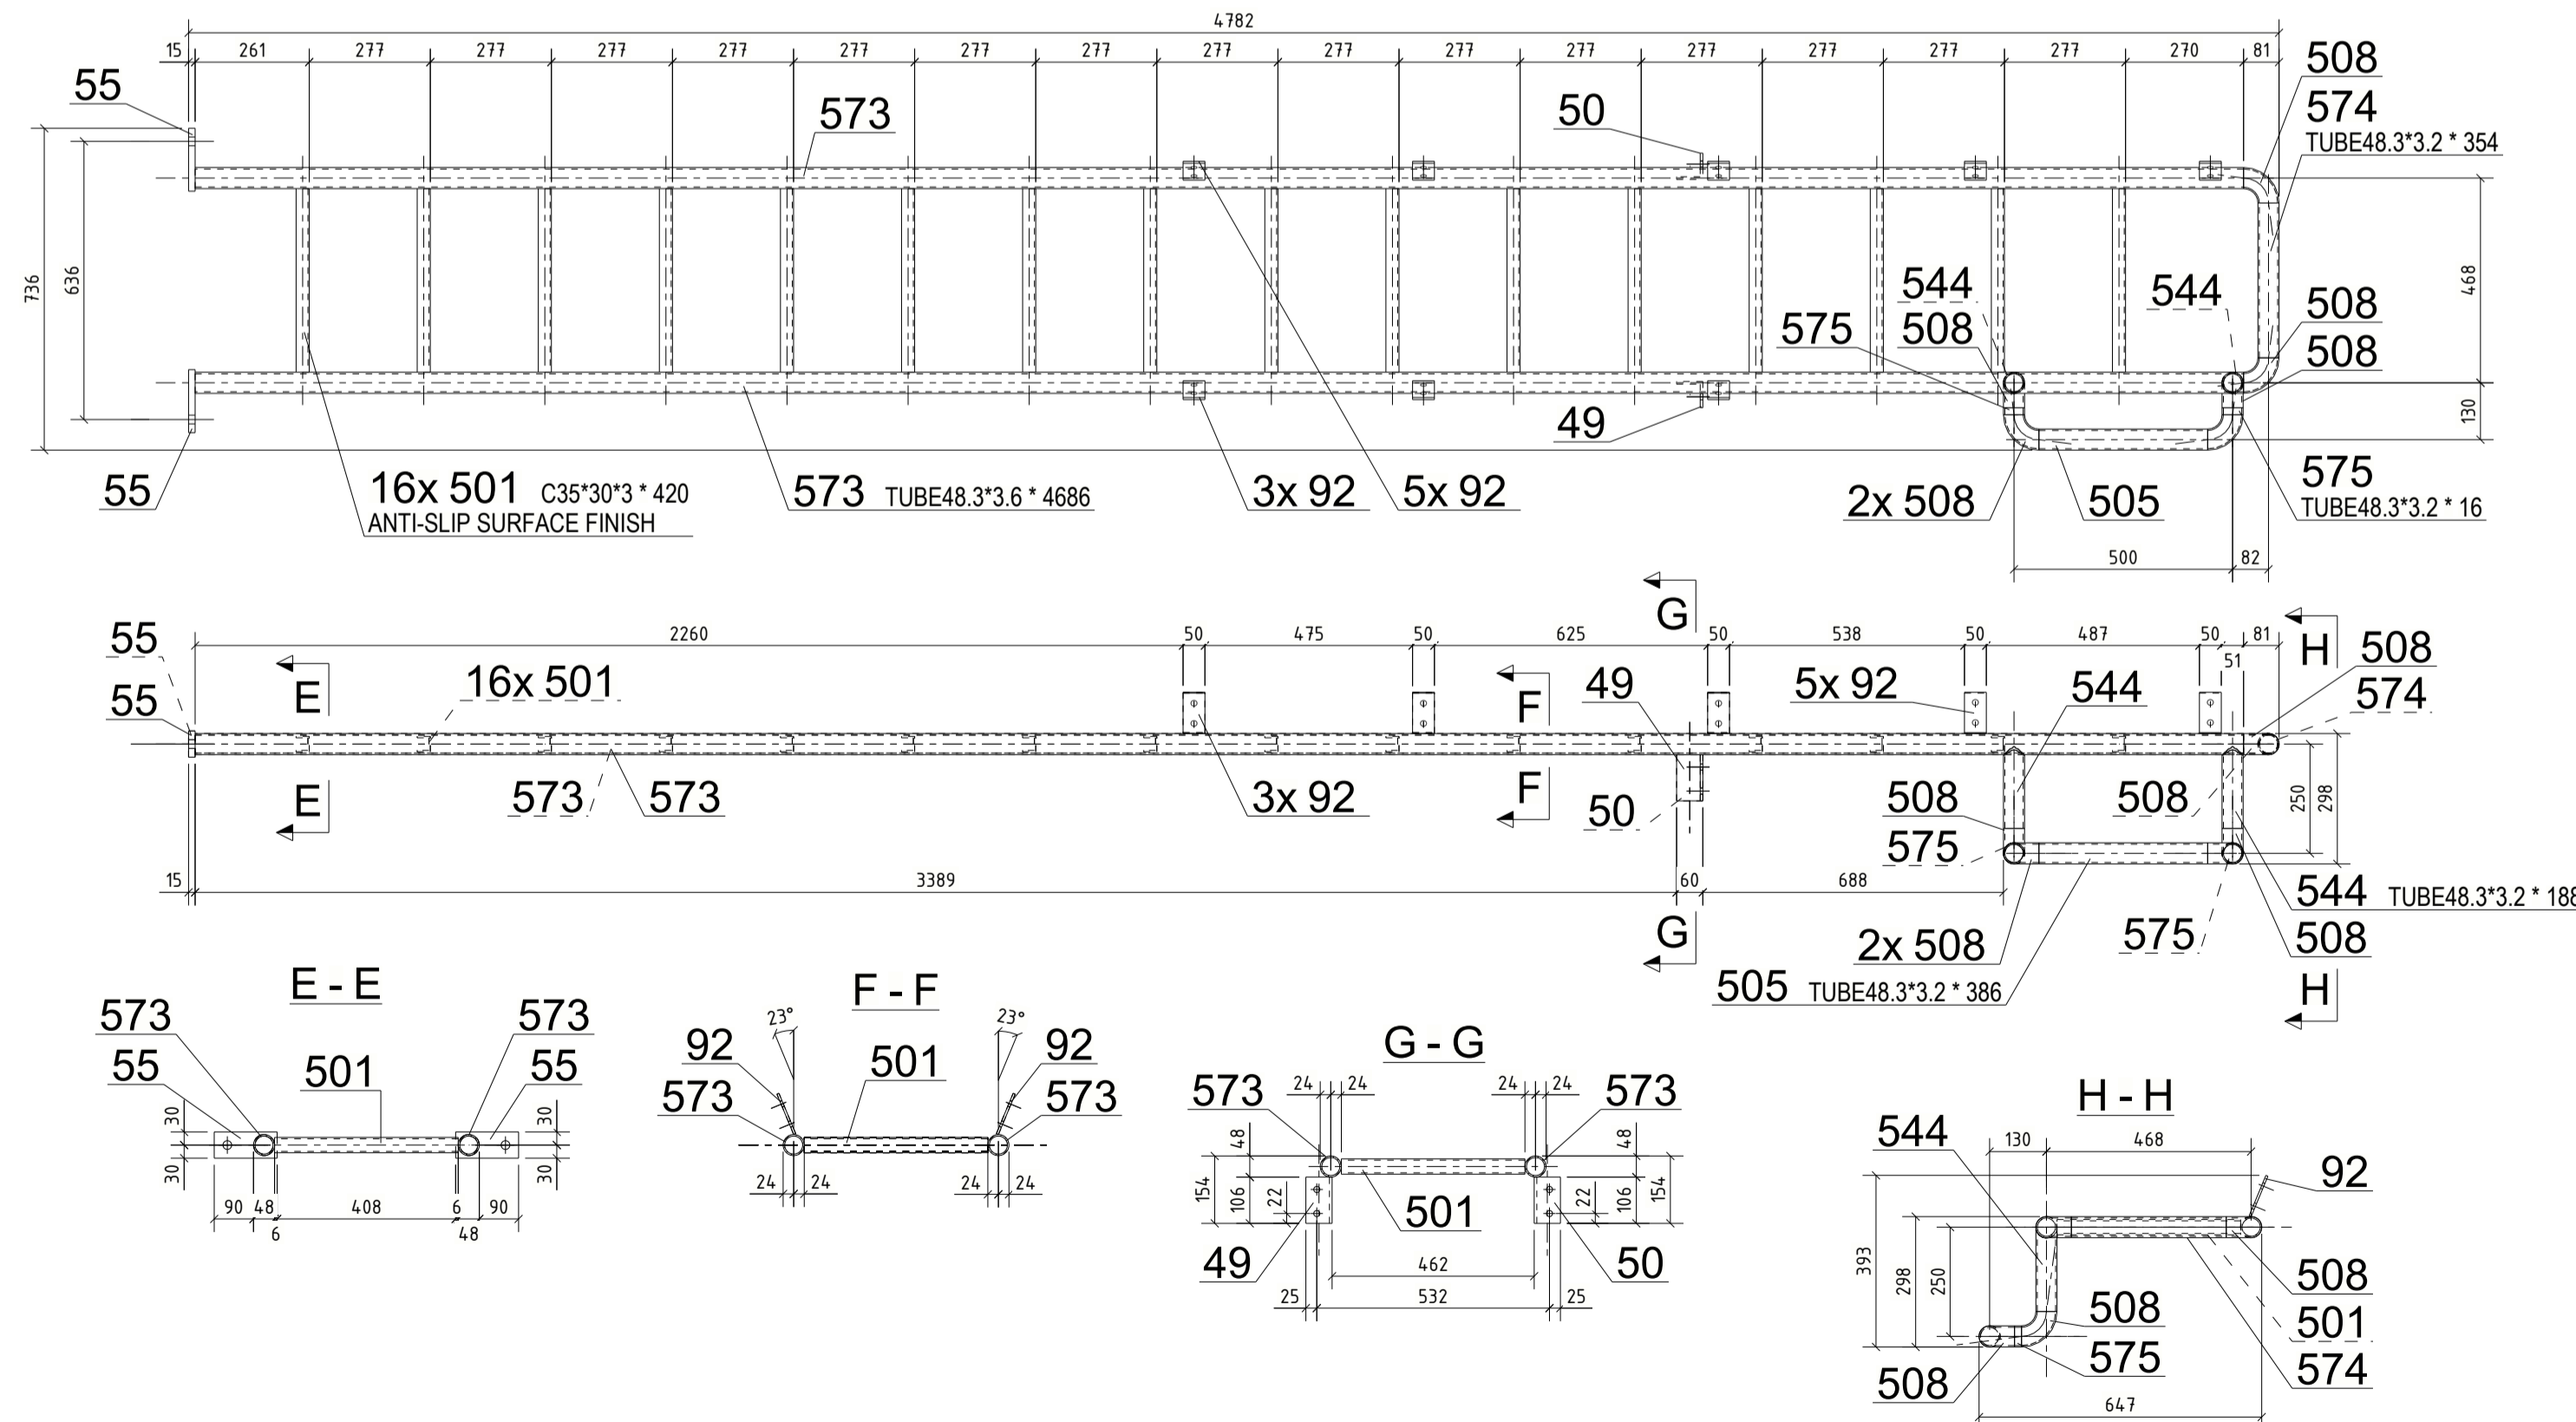 4782
15 261 277 277 277 277 277 277 277 277 277 277 277 277 277 277 277 270 81
55
573
50
508
574
TUBE48.3*3.2 * 354
736
636
468
544
544
508
575
508
508
130
49
55
16x 501 C35*30*3 * 420
ANTI-SLIP SURFACE FINISH
573 TUBE48.3*3.6 * 4686
3x 92
5x 92
2x 508
505
575
TUBE48.3*3.2 * 16
500 82
G
H
2260 50 475 50 625 50 538 50 487 50 81
51
55
55
E
16x 501
F
49
5x 92
544
508
574
E
573
573
3x 92
F
50
508
575
508
250
298
15 3389 60 688
544 TUBE48.3*3.2 * 188
G
2x 508
575
508
505 TUBE48.3*3.2 * 386
H
E - E
573
573
55
501
55
30
30
30
30
90 48 408 6 90
6 48
F - F
23°
23°
92
501
92
573
573
24 24 24 24
G - G
24 24 24 24
573
573
48
48
154
106
22
22
106
154
501
49
50
462
25 532 25
H - H
544
130 468
92
393
298
250
508
508
501
575
574
508
647